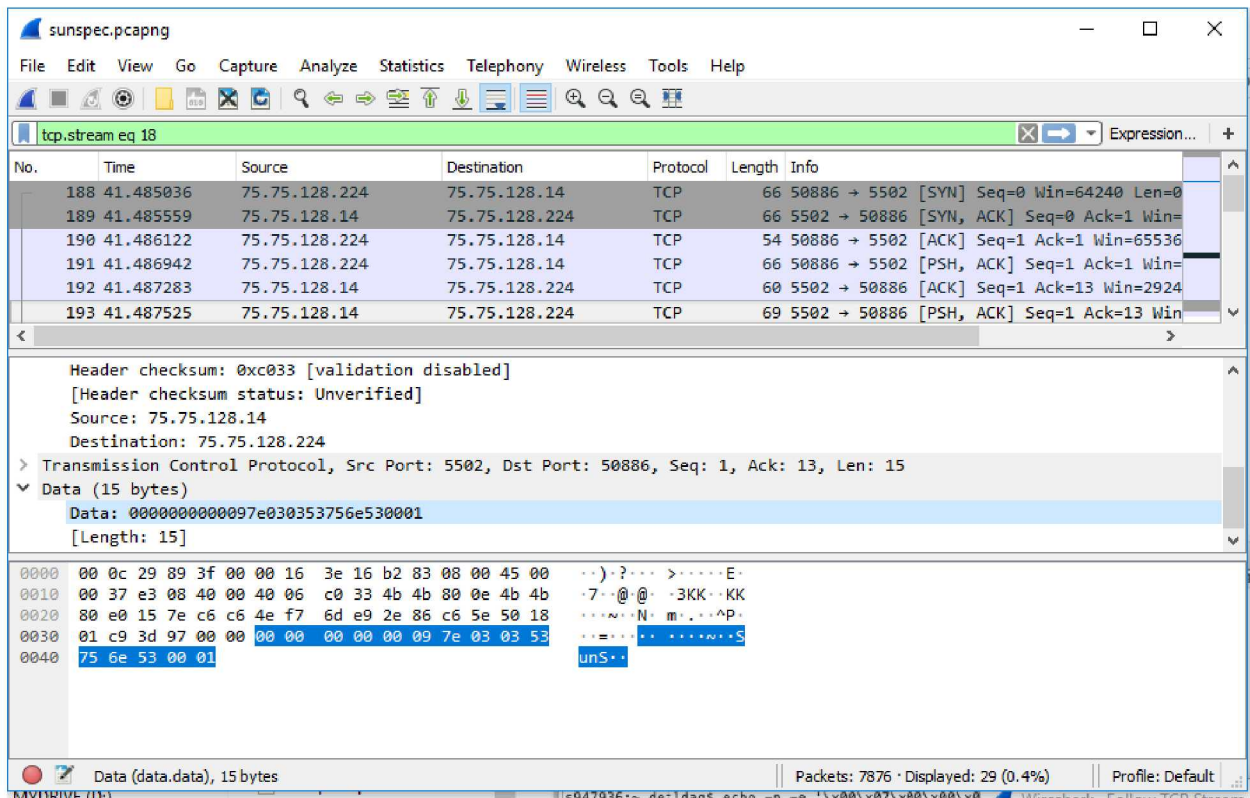 sunspec.pcapng
File Edit View Go Capture Analyze Statistics Telephony Wireless Tools Help
tcp.stream eq 18 Expression... +
No. Time Source Destination Protocol Length Info
188 41.485036 75.75.128.224 75.75.128.14 TCP 66 50886 → 5502 [SYN] Seq=0 Win=64240 Len=0
189 41.485559 75.75.128.14 75.75.128.224 TCP 66 5502 → 50886 [SYN, ACK] Seq=0 Ack=1 Win=
190 41.486122 75.75.128.224 75.75.128.14 TCP 54 50886 → 5502 [ACK] Seq=1 Ack=1 Win=65536
191 41.486942 75.75.128.224 75.75.128.14 TCP 66 50886 → 5502 [PSH, ACK] Seq=1 Ack=1 Win=
192 41.487283 75.75.128.14 75.75.128.224 TCP 60 5502 → 50886 [ACK] Seq=1 Ack=13 Win=2924
193 41.487525 75.75.128.14 75.75.128.224 TCP 69 5502 → 50886 [PSH, ACK] Seq=1 Ack=13 Win
Header checksum: 0xc033 [validation disabled]
[Header checksum status: Unverified]
Source: 75.75.128.14
Destination: 75.75.128.224
Transmission Control Protocol, Src Port: 5502, Dst Port: 50886, Seq: 1, Ack: 13, Len: 15
Data (15 bytes)
Data: 0000000000097e030353756e530001
[Length: 15]
0000 00 0c 29 89 3f 00 00 16 3e 16 b2 83 08 00 45 00 ··)·?··· >·····E·
0010 00 37 e3 08 40 00 40 06 c0 33 4b 4b 80 0e 4b 4b ·7··@·@· ·3KK··KK
0020 80 e0 15 7e c6 c6 4e f7 6d e9 2e 86 c6 5e 50 18 ···~··N· m·.··^P·
0030 01 c9 3d 97 00 00 00 00 00 00 00 09 7e 03 03 53 ··=····· ····~··S
0040 75 6e 53 00 01 unS··
Data (data.data), 15 bytes Packets: 7876 · Displayed: 29 (0.4%) Profile: Default
MYDRIVE (D:)